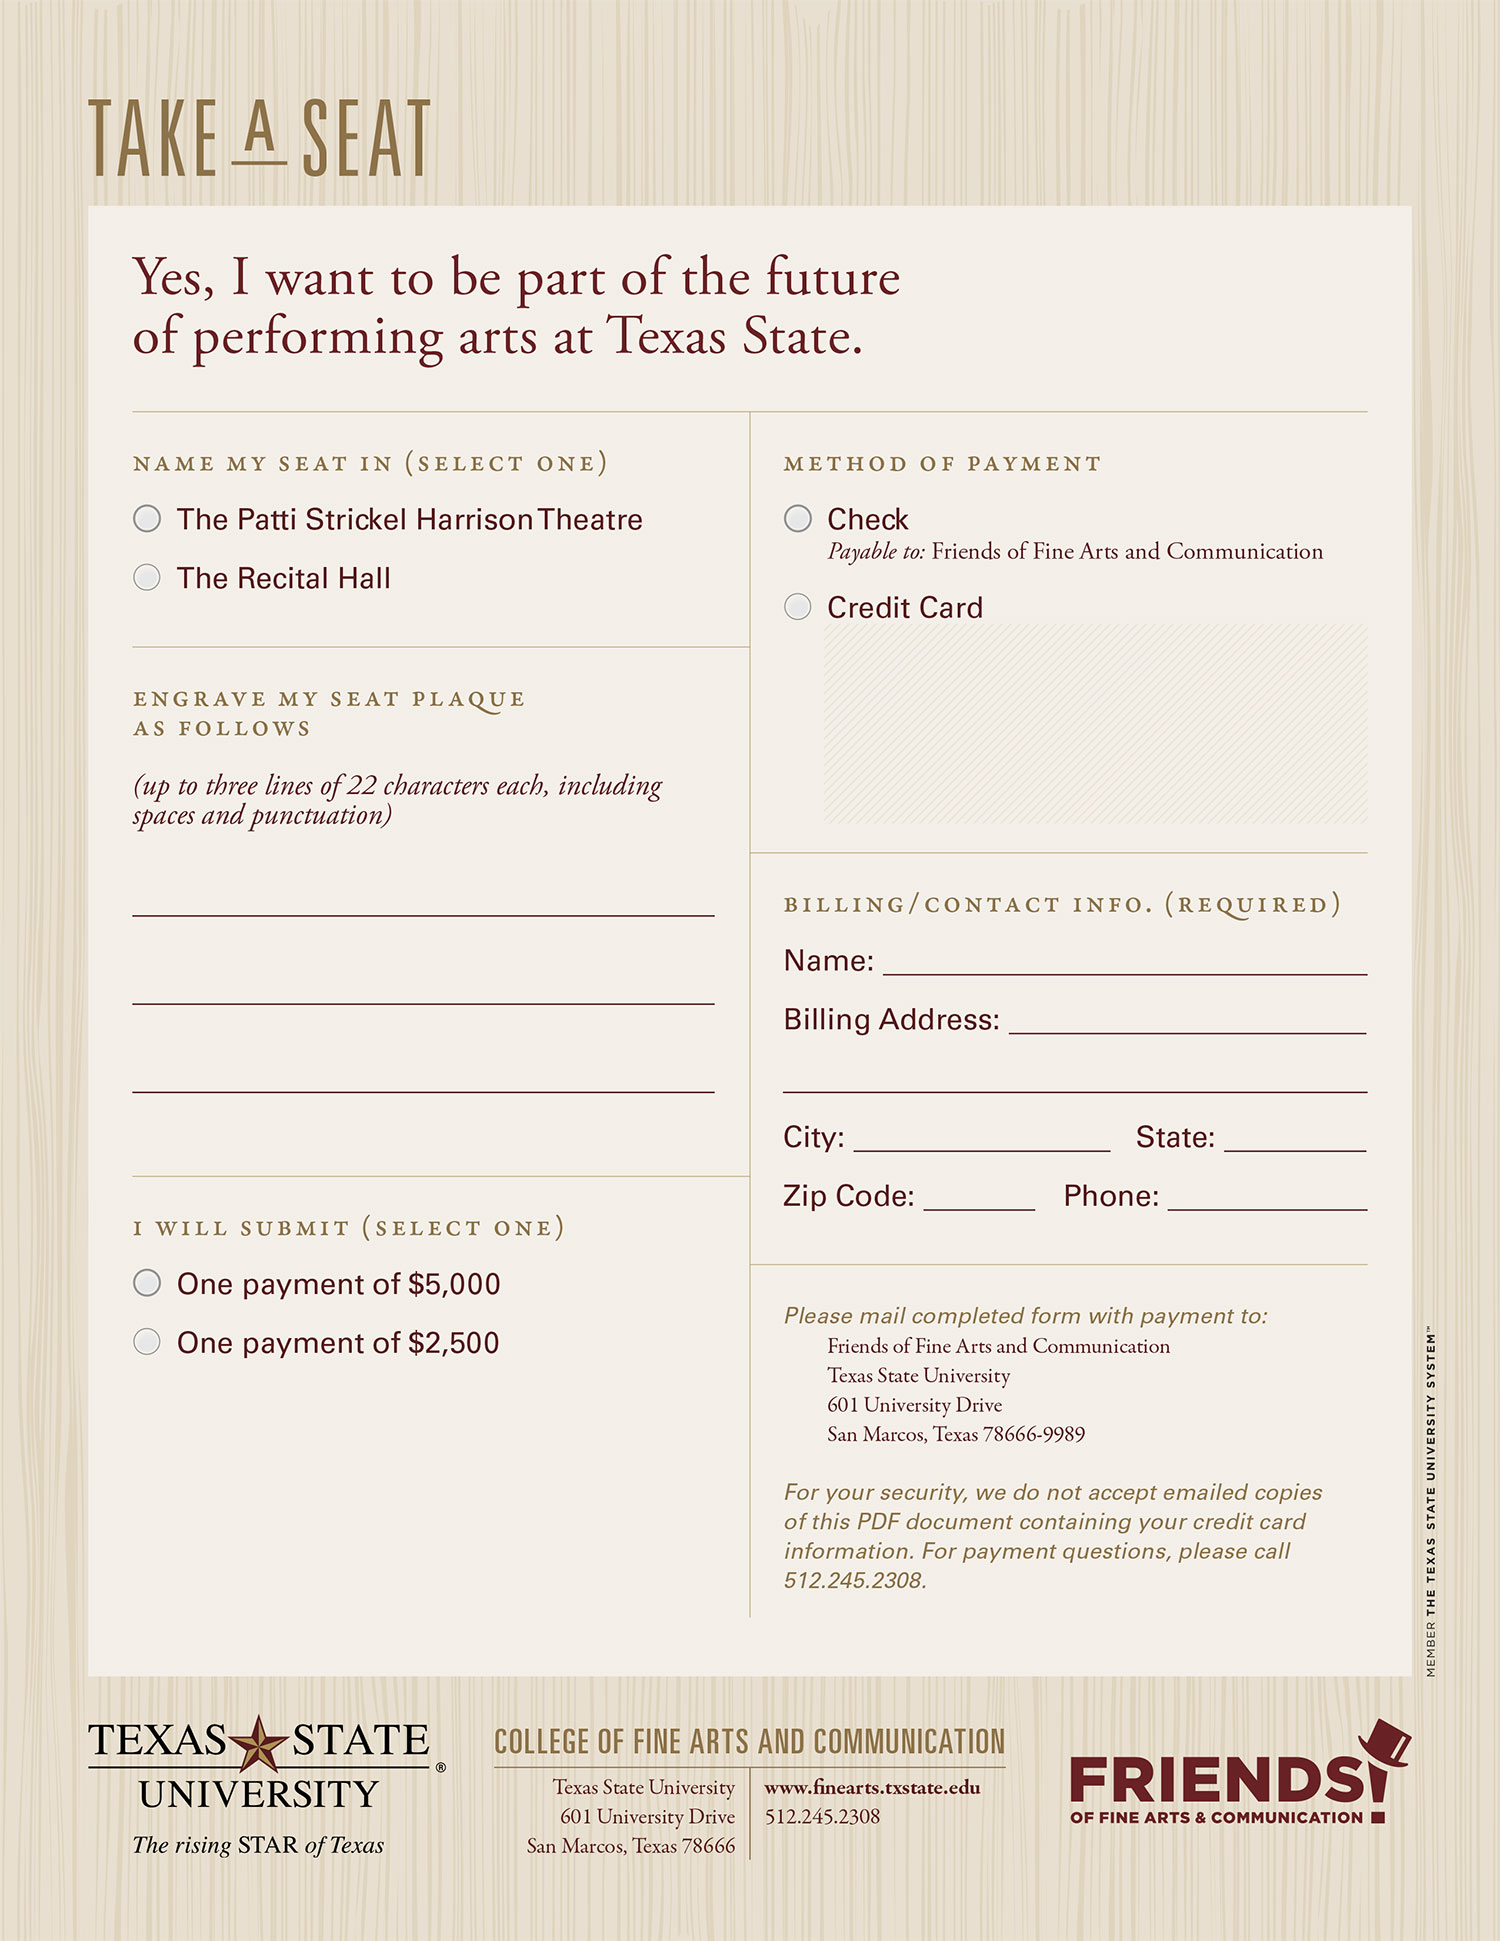 TAKE A SEAT
Yes, I want to be part of the future
of performing arts at Texas State.
NAME MY SEAT IN (SELECT ONE)
The Patti Strickel Harrison Theatre
The Recital Hall
ENGRAVE MY SEAT PLAQUE
AS FOLLOWS
(up to three lines of 22 characters each, including
spaces and punctuation)
I WILL SUBMIT (SELECT ONE)
One payment of $5,000
One payment of $2,500
METHOD OF PAYMENT
Check
Payable to: Friends of Fine Arts and Communication
Credit Card
BILLING/CONTACT INFO. (REQUIRED)
Name:
Billing Address:
City: State:
Zip Code: Phone:
Please mail completed form with payment to:
Friends of Fine Arts and Communication
Texas State University
601 University Drive
San Marcos, Texas 78666-9989
For your security, we do not accept emailed copies
of this PDF document containing your credit card
information. For payment questions, please call
512.245.2308.
MEMBER THE TEXAS STATE UNIVERSITY SYSTEM™
TEXAS STATE
UNIVERSITY®
The rising STAR of Texas
COLLEGE OF FINE ARTS AND COMMUNICATION
Texas State University
601 University Drive
San Marcos, Texas 78666
www.finearts.txstate.edu
512.245.2308
FRIENDS!
OF FINE ARTS & COMMUNICATION